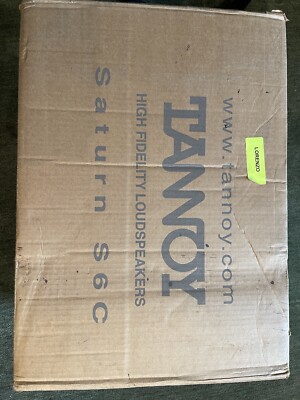 www.tannoy.com
TANNOY
HIGH FIDELITY LOUDSPEAKERS
Saturn S6C
LORENZO